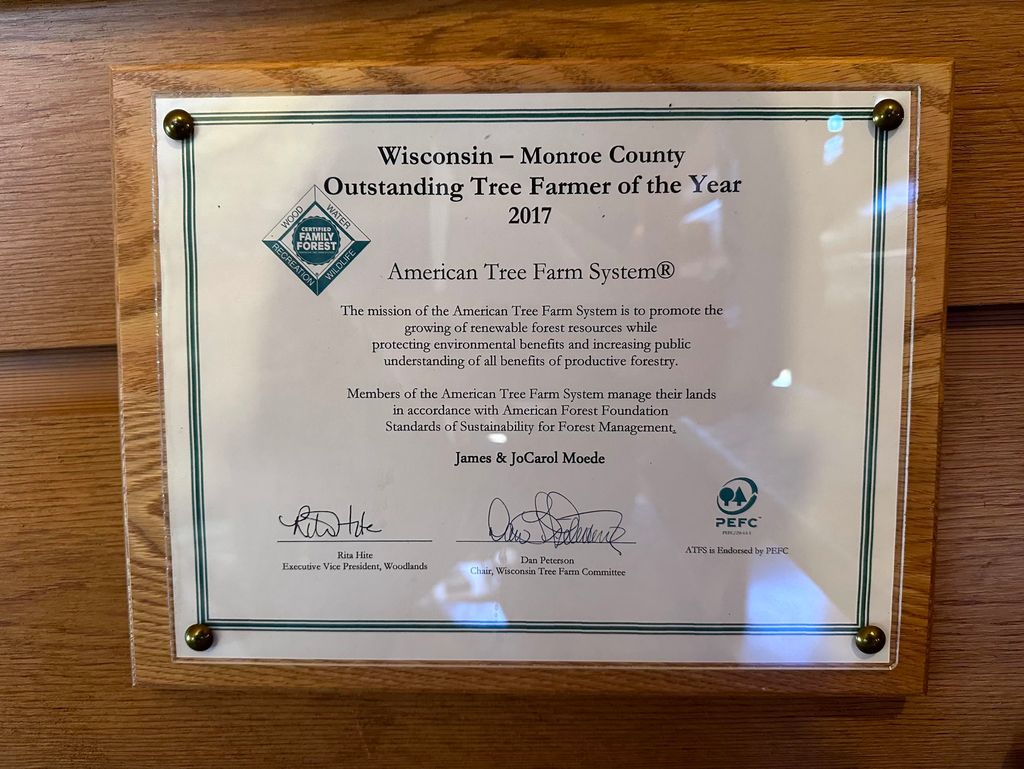 Wisconsin – Monroe County
Outstanding Tree Farmer of the Year
2017
WOOD
WATER
CERTIFIED
FAMILY
FOREST
RECREATION
WILDLIFE
American Tree Farm System®
The mission of the American Tree Farm System is to promote the
growing of renewable forest resources while
protecting environmental benefits and increasing public
understanding of all benefits of productive forestry.
Members of the American Tree Farm System manage their lands
in accordance with American Forest Foundation
Standards of Sustainability for Forest Management.
James & JoCarol Moede
Rita Hite
Rita Hite
Executive Vice President, Woodlands
Dan Peterson
Chair, Wisconsin Tree Farm Committee
PEFC™
ATFS is Endorsed by PEFC